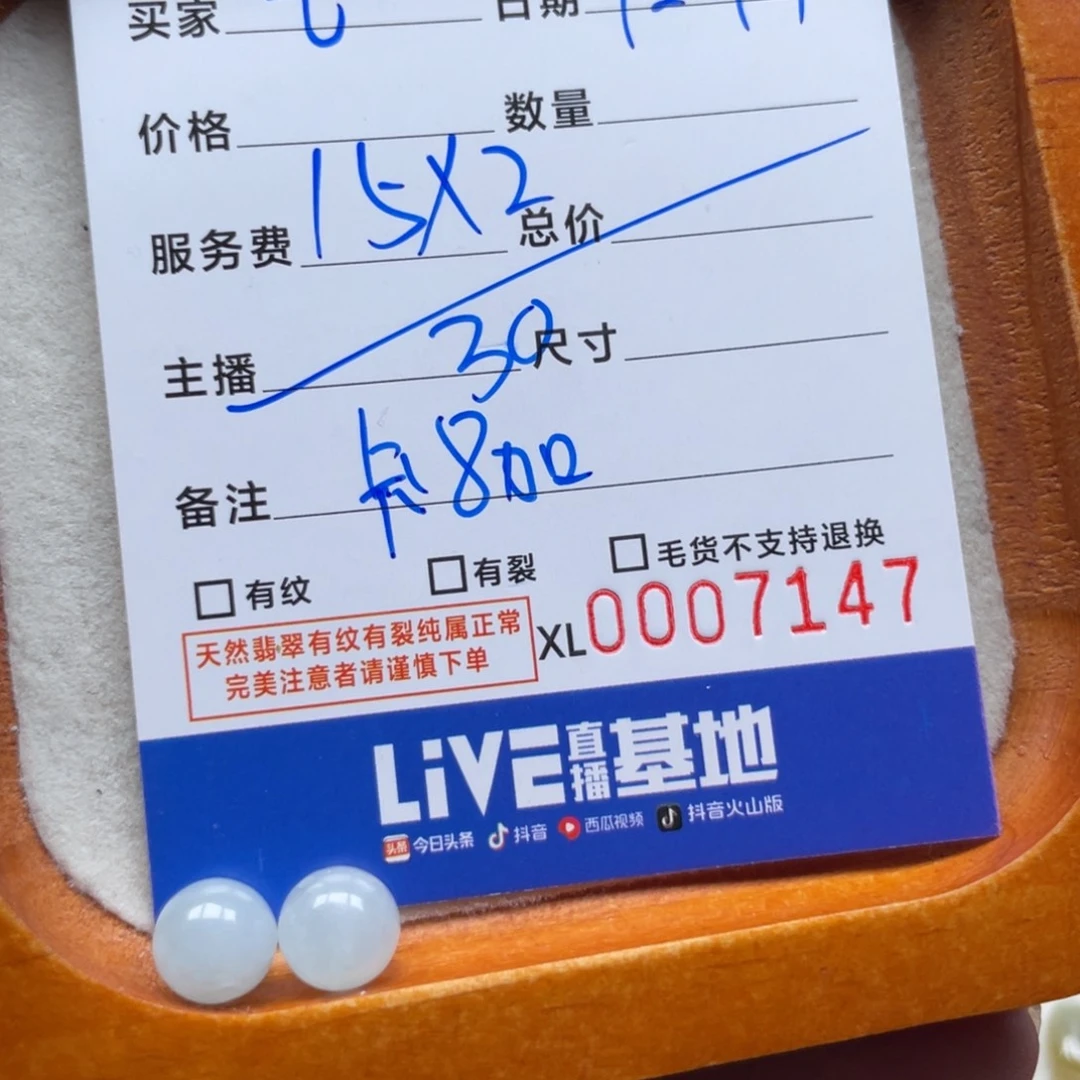 买家 日期
价格 数量
15X2
服务费 总价
30
主播 尺寸
备注 卡8加
有纹 有裂 毛货不支持退换
天然翡翠有纹有裂纯属正常
完美注意者请谨慎下单
XL0007147
LiVE直播基地
头条 今日头条 抖音 西瓜视频 抖音火山版